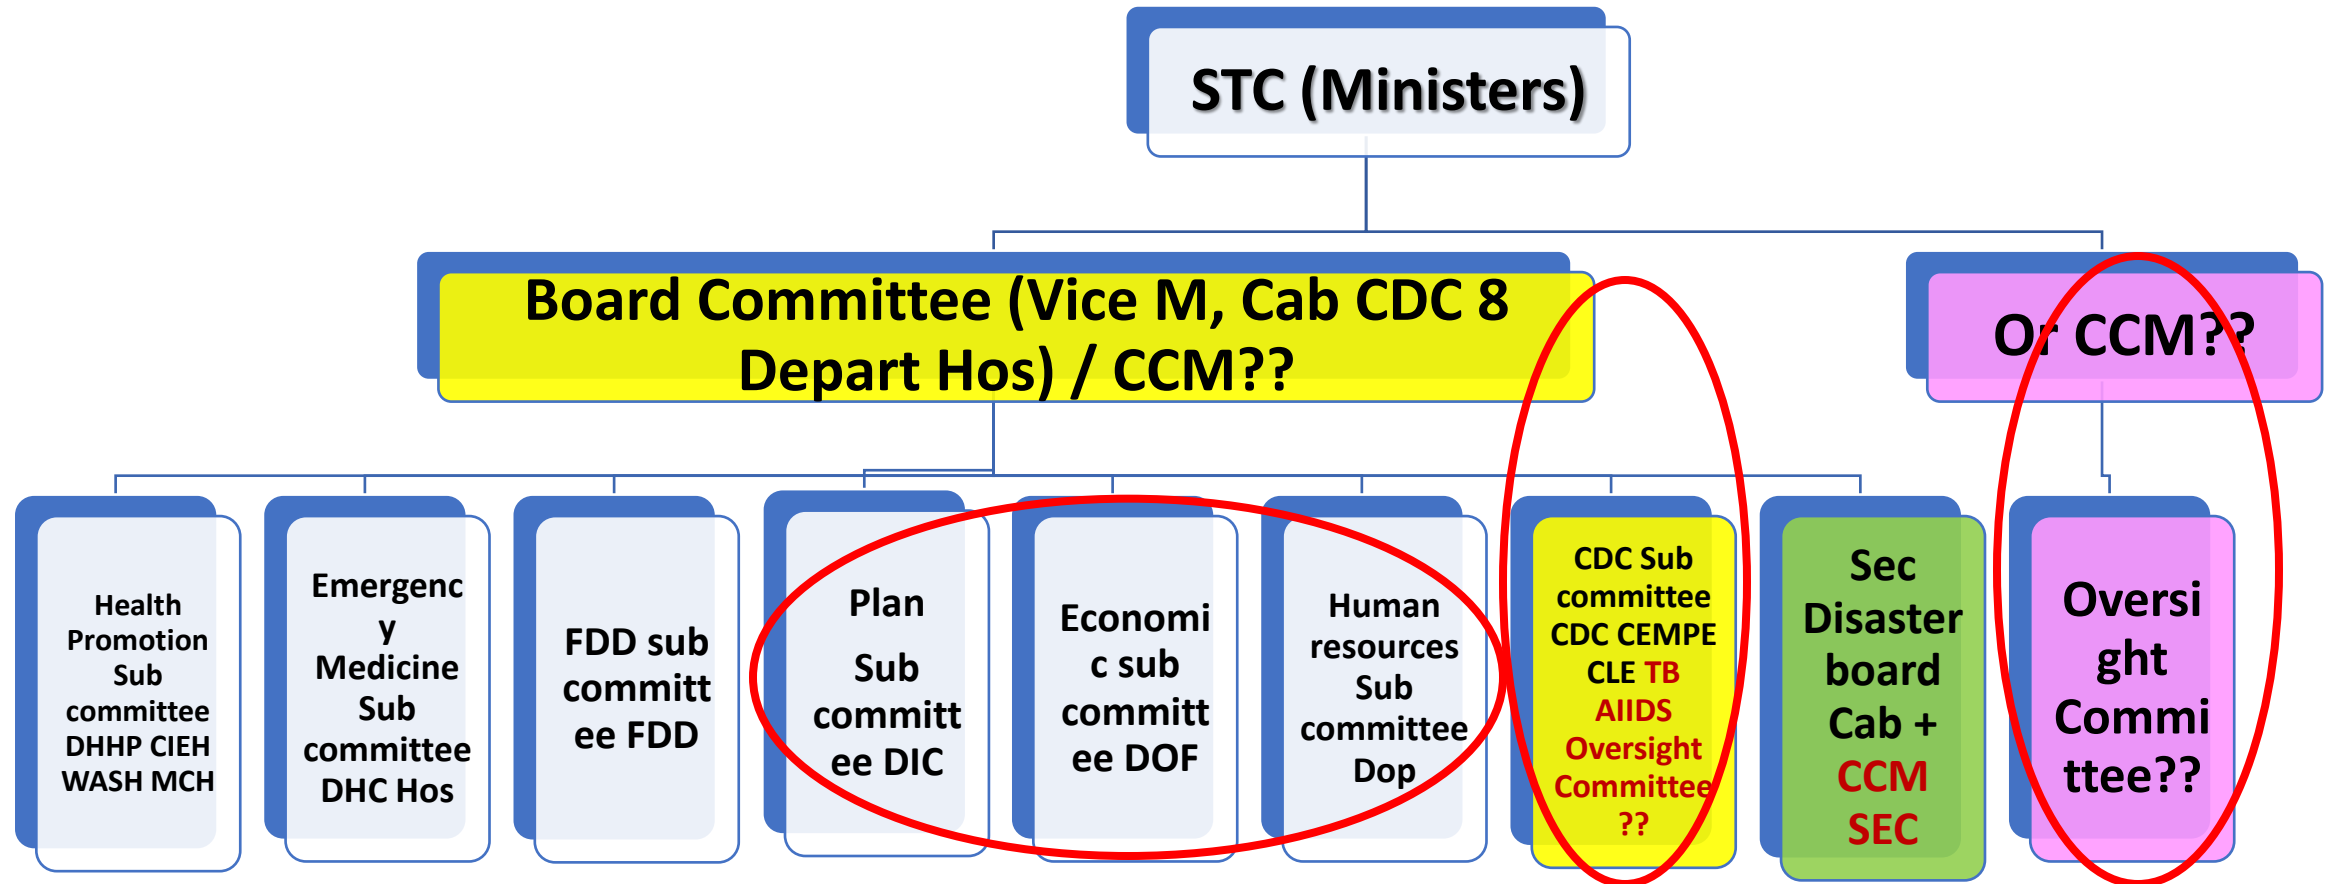 STC (Ministers)
Board Committee (Vice M, Cab CDC 8
Depart Hos) / CCM??
Or CCM??
Health
Promotion
Sub
committee
DHHP CIEH
WASH MCH
Emergenc
y
Medicine
Sub
committee
DHC Hos
FDD sub
committ
ee FDD
Plan
Sub
committ
ee DIC
Economi
c sub
committ
ee DOF
Human
resources
Sub
committee
Dop
CDC Sub
committee
CDC CEMPE
CLE TB
AIIDS
Oversight
Committee
??
Sec
Disaster
board
Cab +
CCM
SEC
Oversi
ght
Commi
ttee??